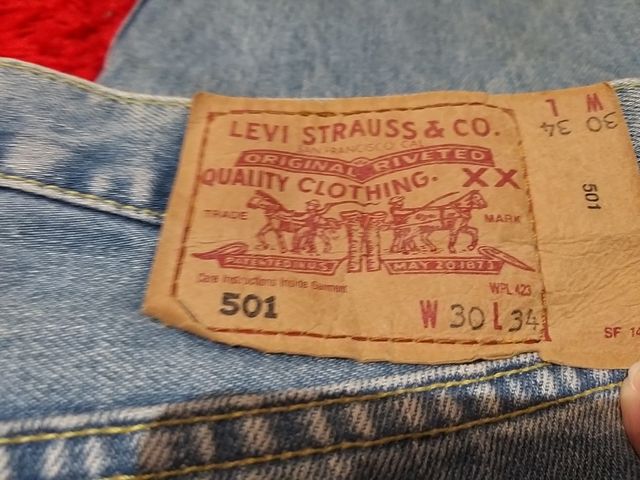 LEVI STRAUSS & CO.
SAN FRANCISCO CAL
ORIGINAL RIVETED
QUALITY CLOTHING. XX
TRADE MARK
PATENTED IN U.S. MAY 20 1873
Care Instructions Inside Garment
WPL 423
501
W 30 L 34
W L
30 34
501
SF 14